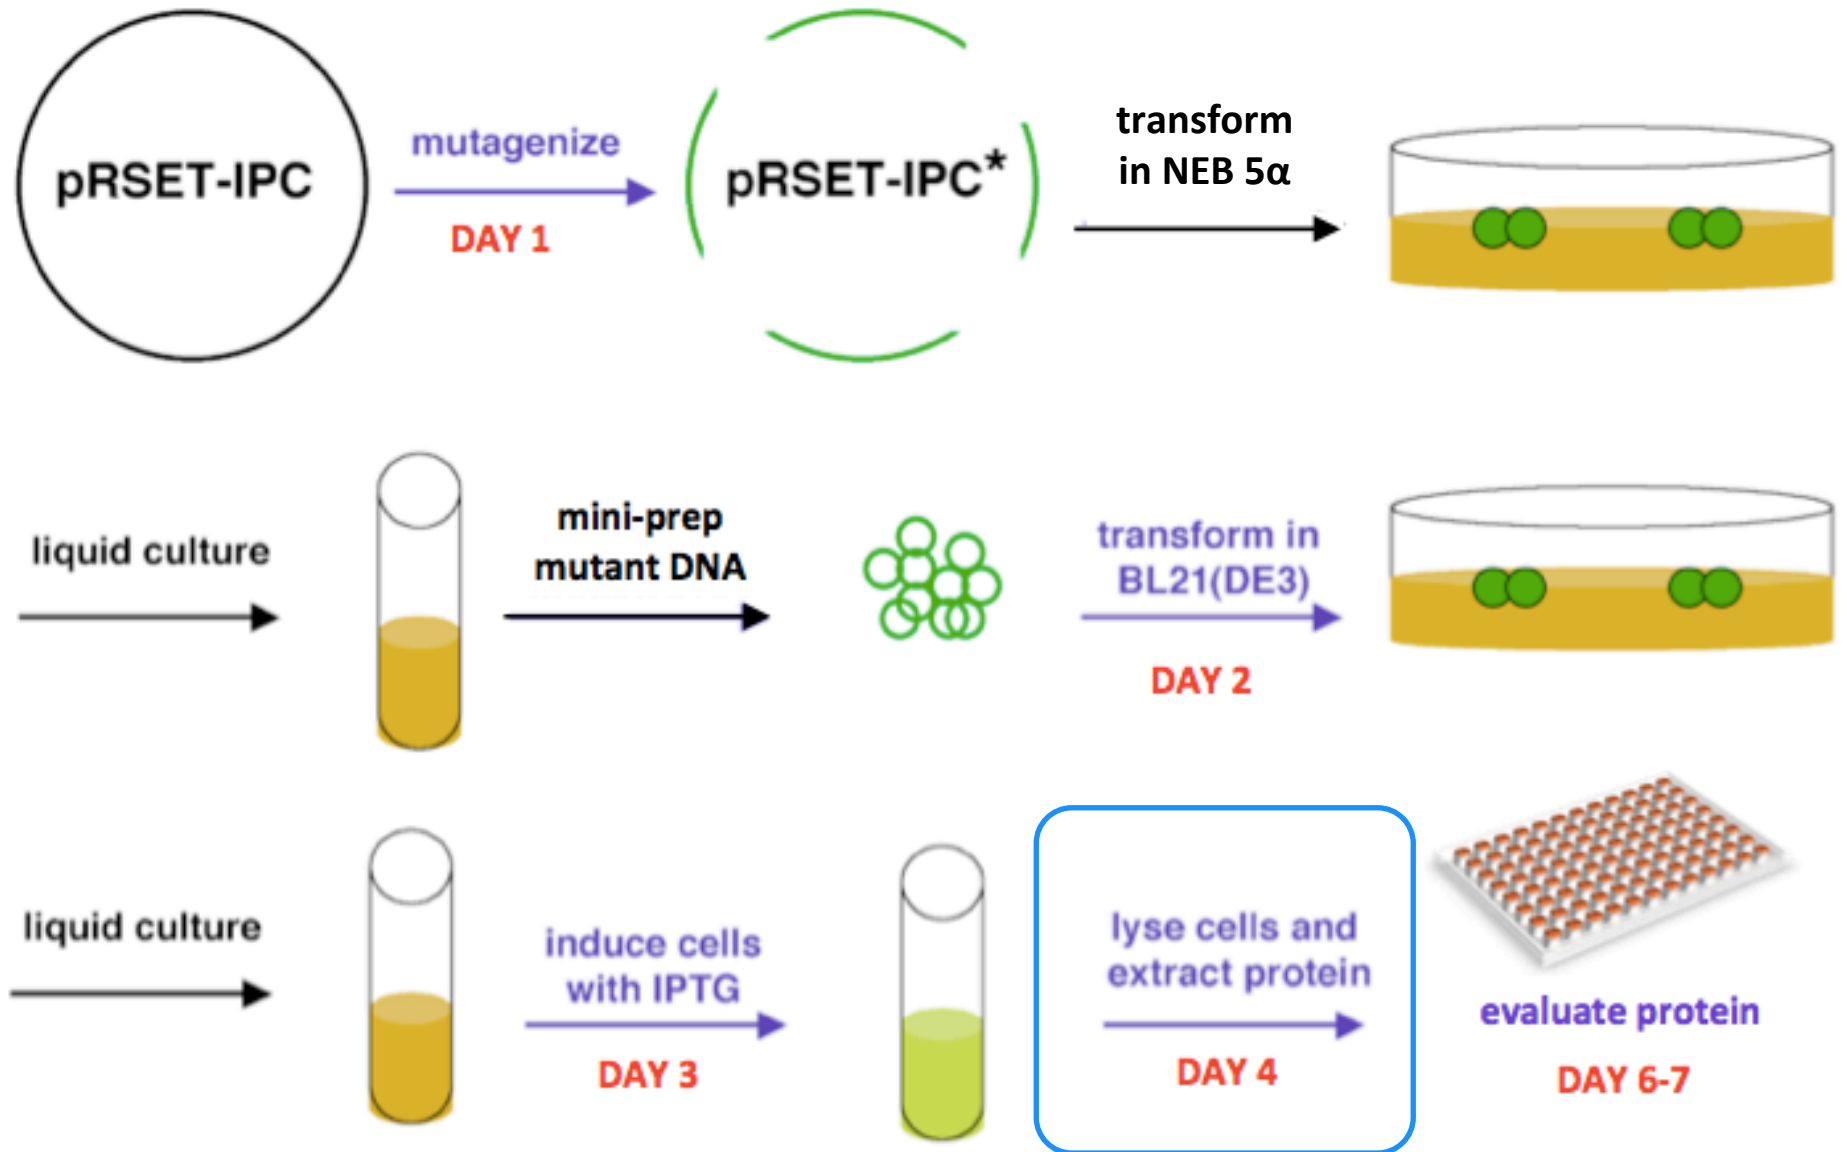 pRSET-IPC
mutagenize
DAY 1
pRSET-IPC*
transform
in NEB 5α
liquid culture
mini-prep
mutant DNA
transform in
BL21(DE3)
DAY 2
liquid culture
induce cells
with IPTG
DAY 3
lyse cells and
extract protein
DAY 4
evaluate protein
DAY 6-7